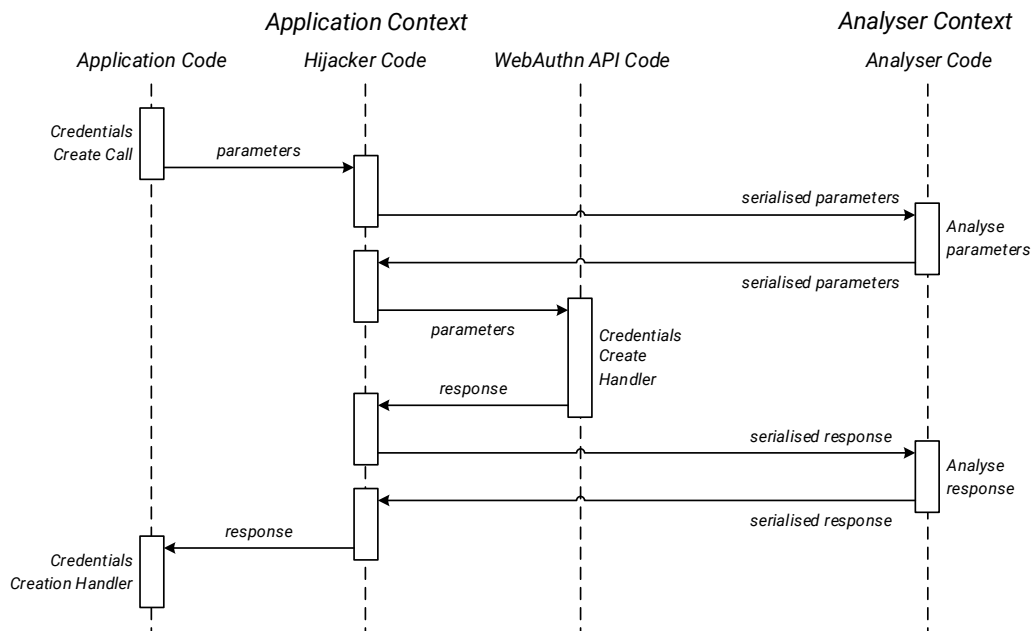 Application Context
Analyser Context
Application Code
Hijacker Code
WebAuthn API Code
Analyser Code
Credentials
Create Call
parameters
serialised parameters
Analyse
parameters
serialised parameters
parameters
Credentials
Create
Handler
response
serialised response
Analyse
response
serialised response
response
Credentials
Creation Handler